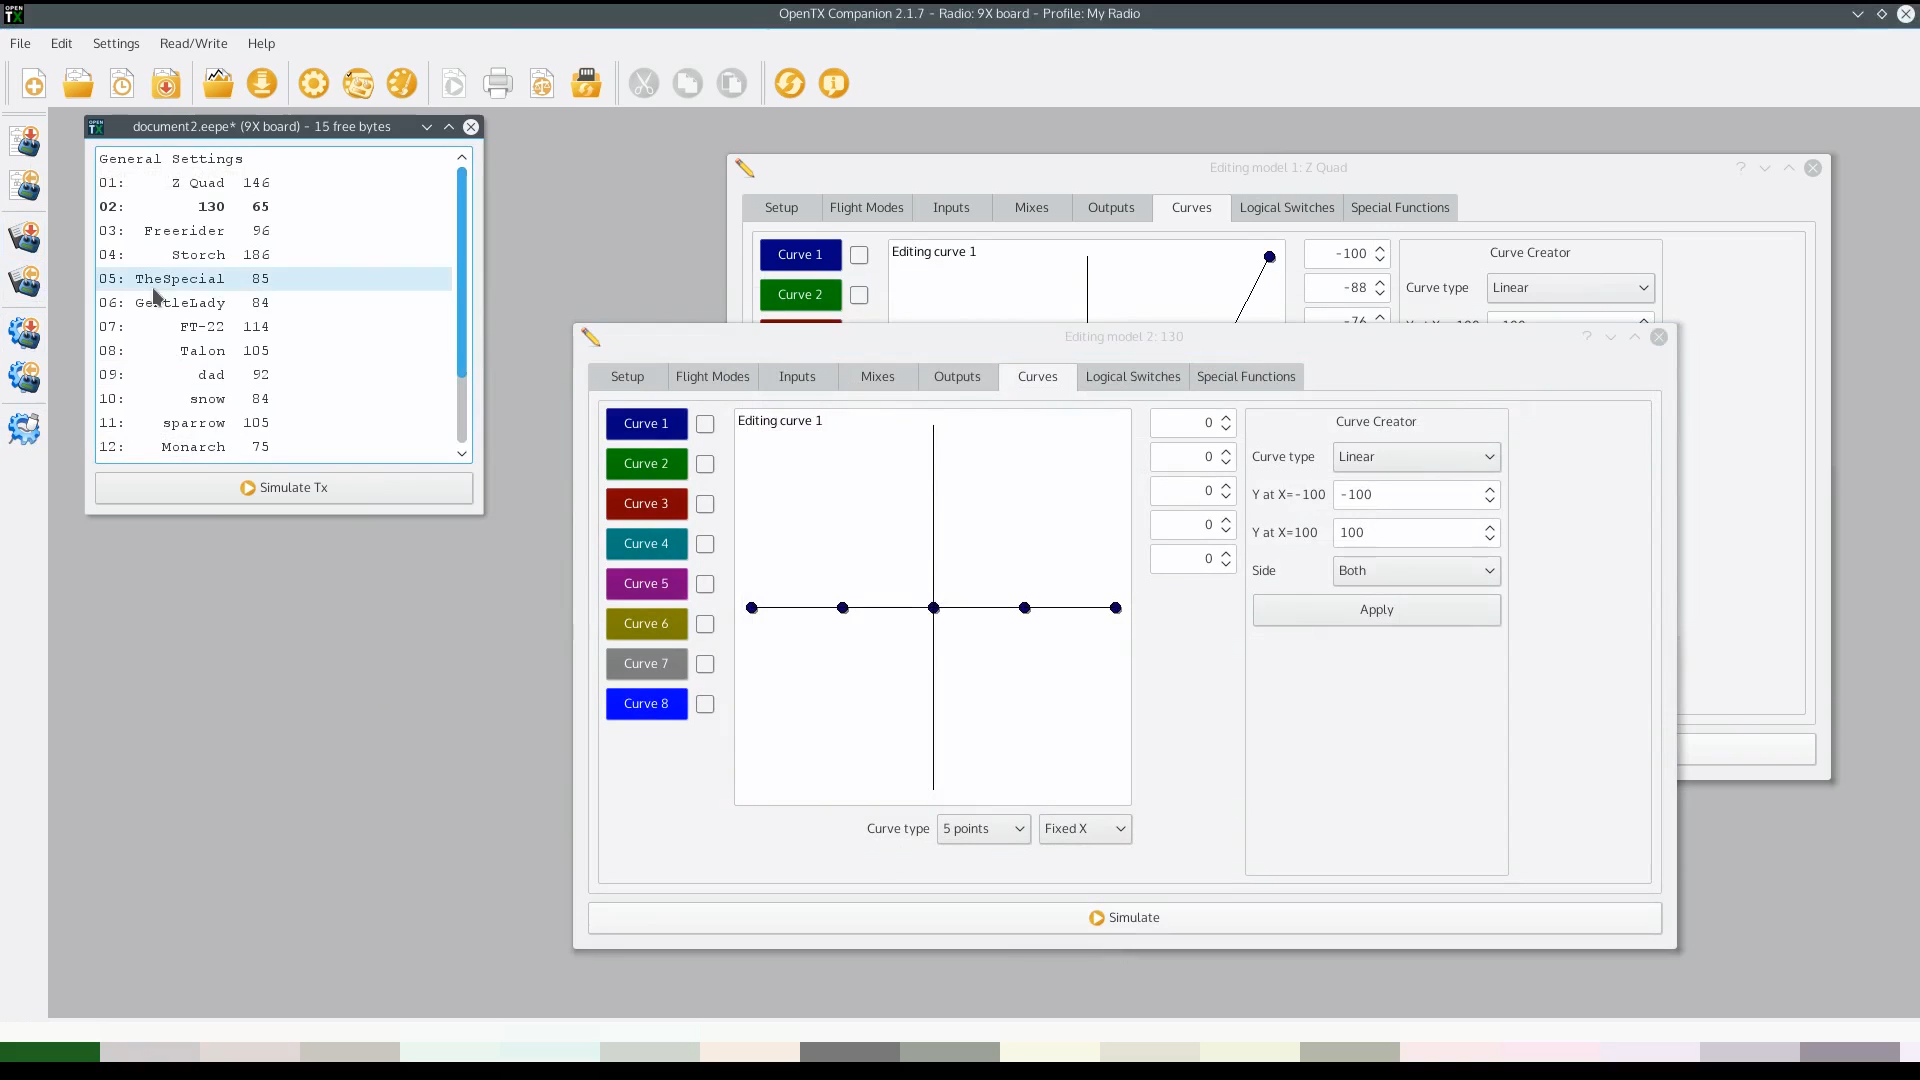 OPEN TX
OpenTX Companion 2.1.7 - Radio: 9X board - Profile: My Radio
File Edit Settings Read/Write Help
OPEN TX
document2.eepe* (9X board) - 15 free bytes
General Settings
01: Z Quad 146
02: 130 65
03: Freerider 96
04: Storch 186
05: TheSpecial 85
06: GentleLady 84
07: FT-22 114
08: Talon 105
09: dad 92
10: snow 84
11: sparrow 105
12: Monarch 75
Simulate Tx
Editing model 1: Z Quad
Setup Flight Modes Inputs Mixes Outputs Curves Logical Switches Special Functions
Curve 1
Curve 2
Editing curve 1
-100
-88
-76
Curve Creator
Curve type Linear
Editing model 2: 130
Setup Flight Modes Inputs Mixes Outputs Curves Logical Switches Special Functions
Curve 1
Curve 2
Curve 3
Curve 4
Curve 5
Curve 6
Curve 7
Curve 8
Editing curve 1
Curve type 5 points Fixed X
0
0
0
0
0
Curve Creator
Curve type Linear
Y at X=-100 -100
Y at X=100 100
Side Both
Apply
Simulate